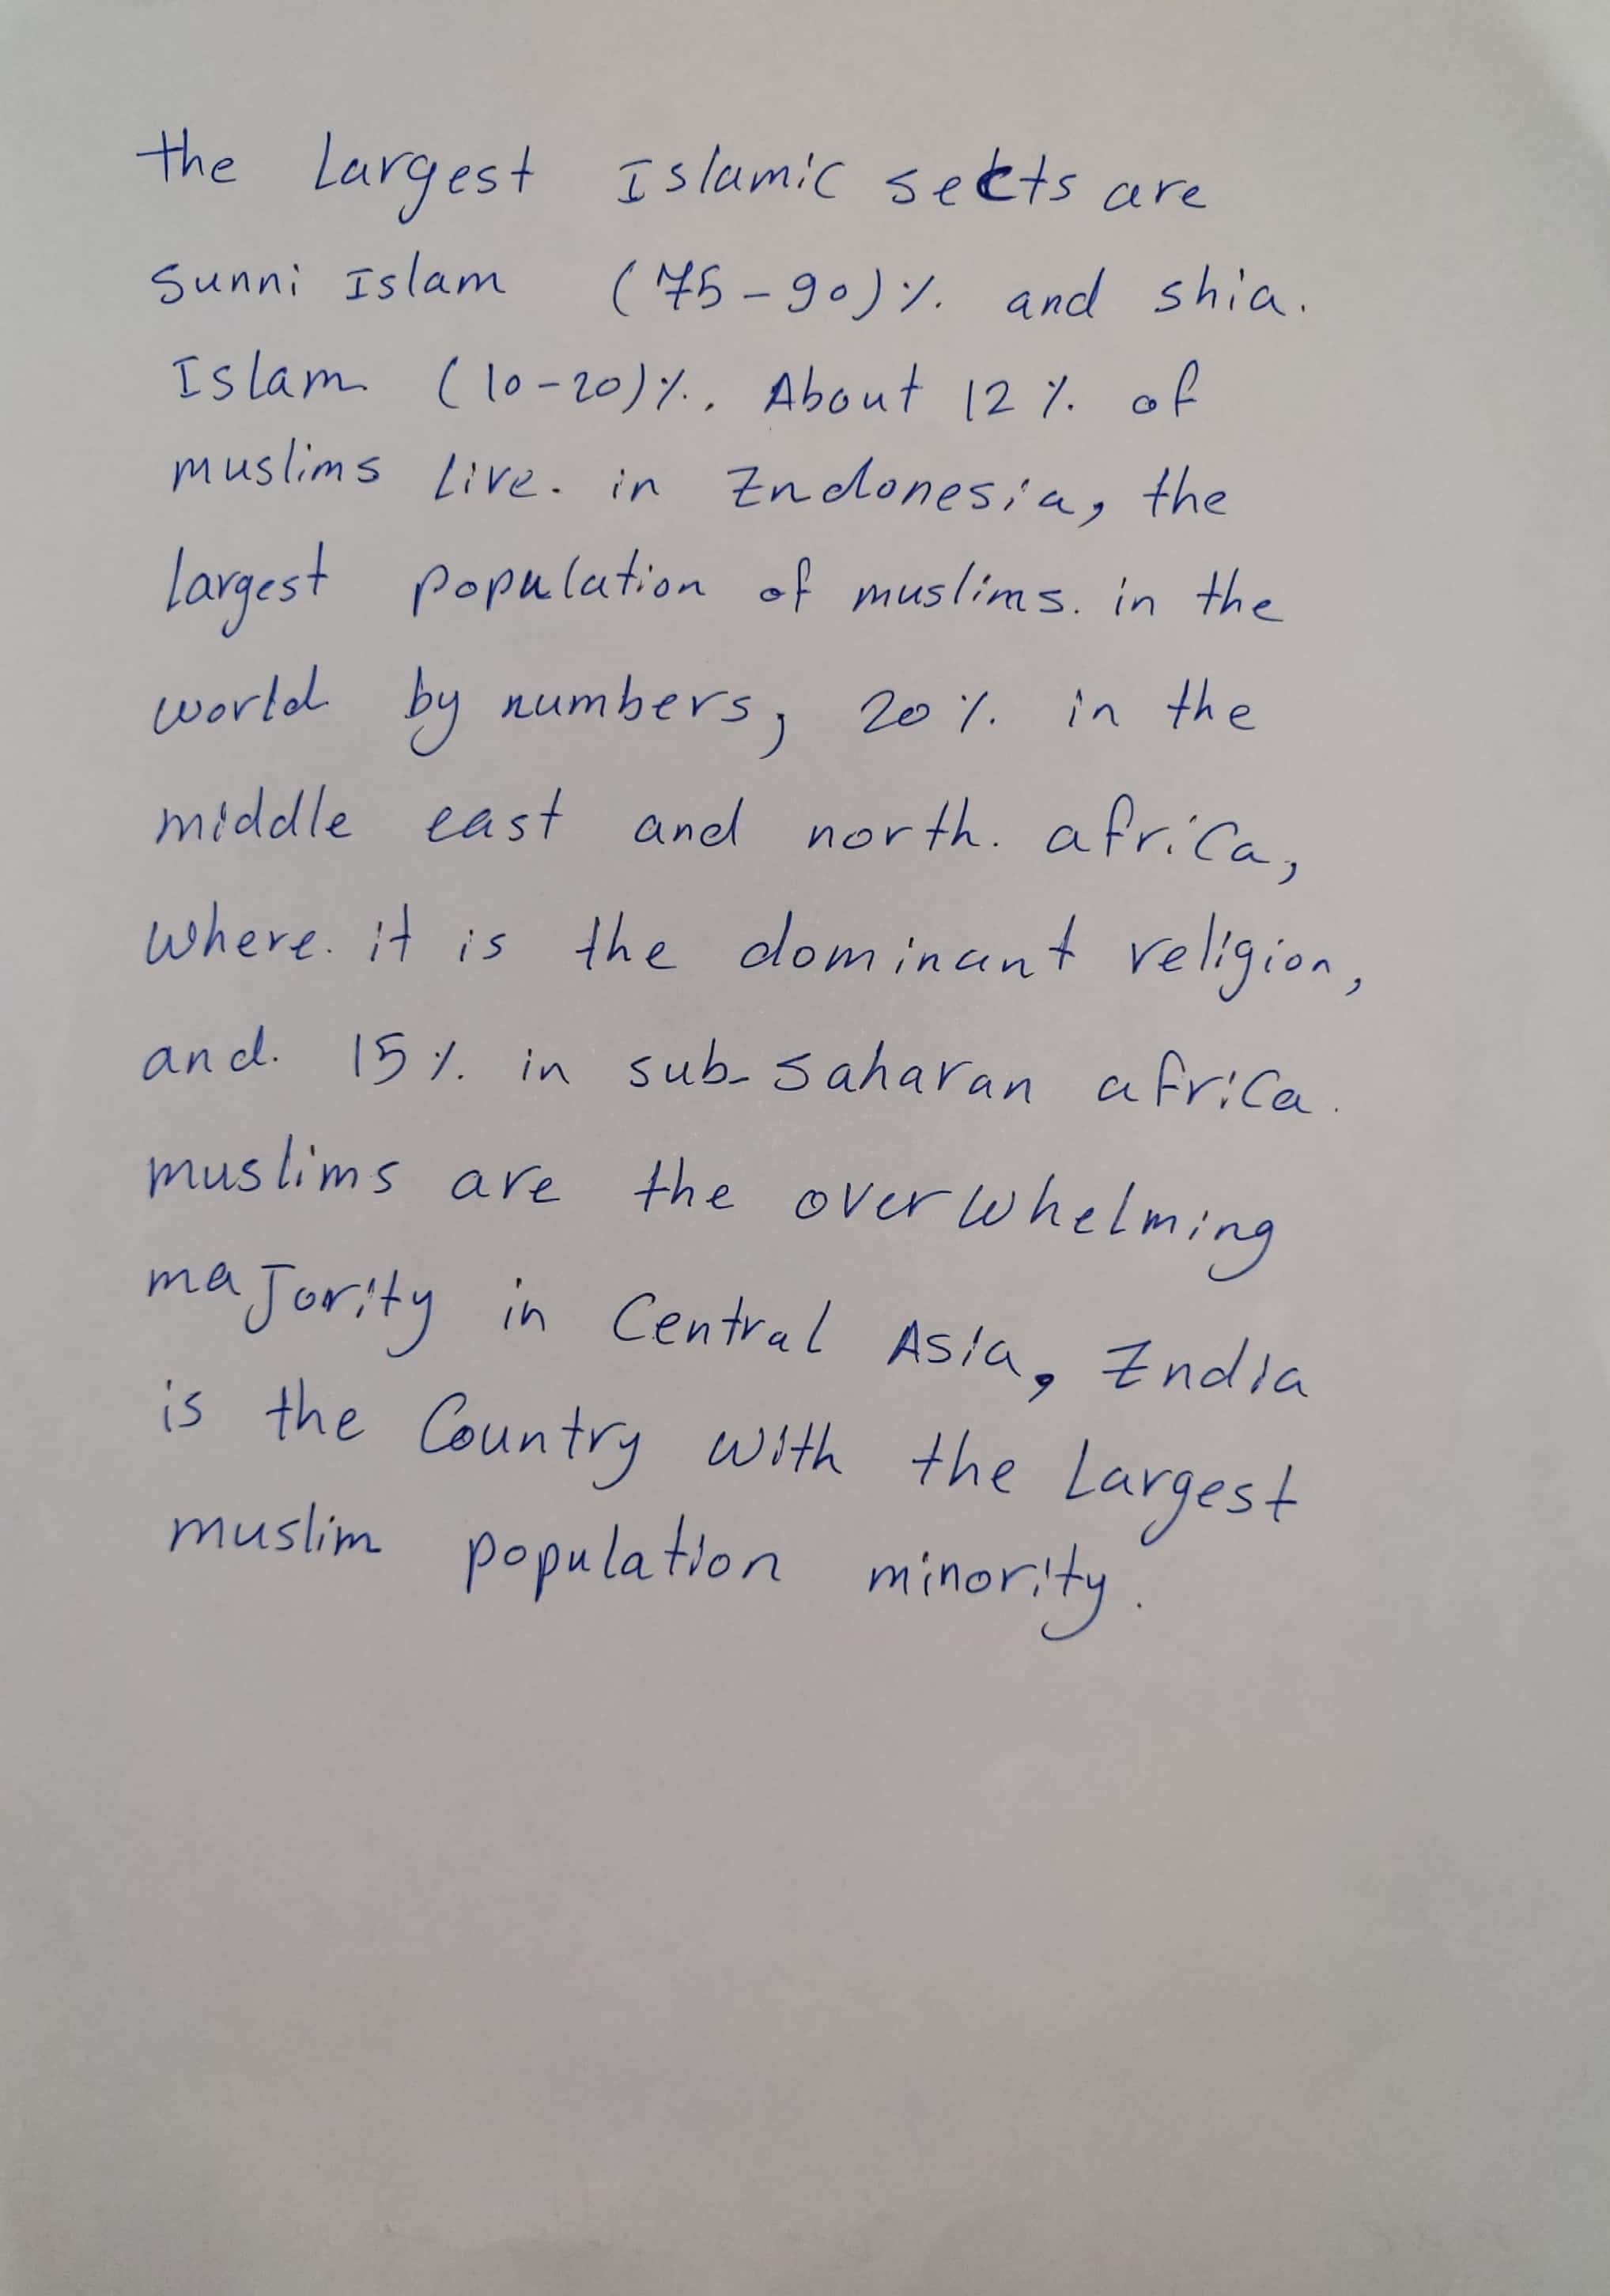 the Largest Islamic sects are
Sunni Islam (75-90)% and shia.
Islam (10-20)%. About 12% of
muslims Live. in Indonesia, the
largest population of muslims. in the
world by numbers, 20% in the
middle east and north. africa,
where. it is the dominant religion,
and. 15% in sub-Saharan africa.
muslims are the overwhelming
maJority in Central Asia, India
is the Country with the Largest
muslim population minority.